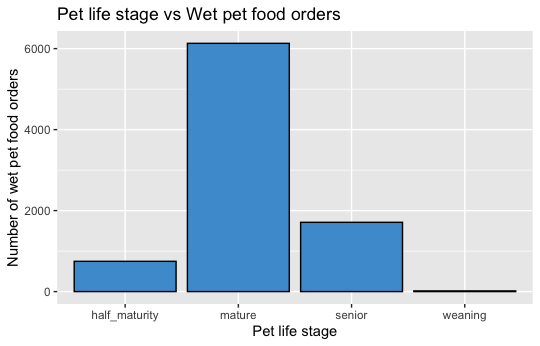 Pet life stage vs Wet pet food orders
Number of wet pet food orders
6000
4000
2000
0
half_maturity
mature
senior
weaning
Pet life stage